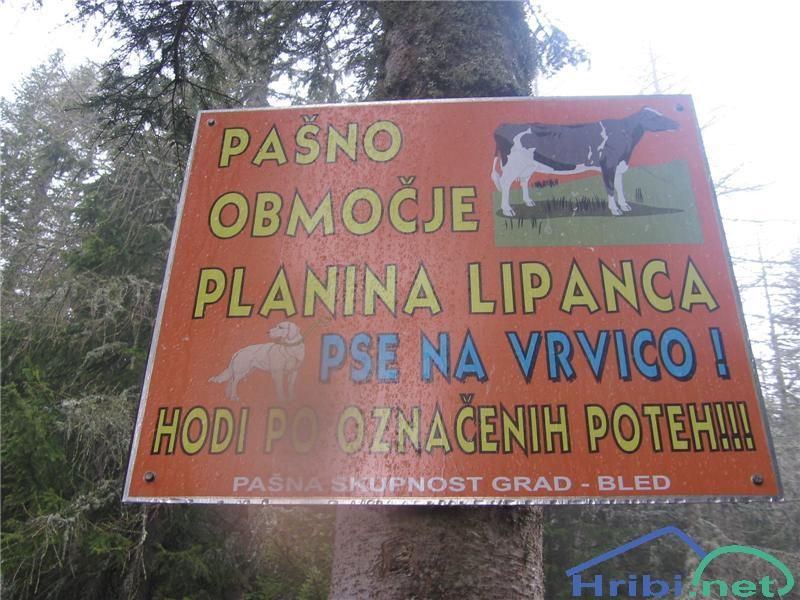 PAŠNO
OBMOČJE
PLANINA LIPANCA
PSE NA VRVICO !
HODI PO OZNAČENIH POTEH!!!
PAŠNA SKUPNOST GRAD - BLED
Hribi.net